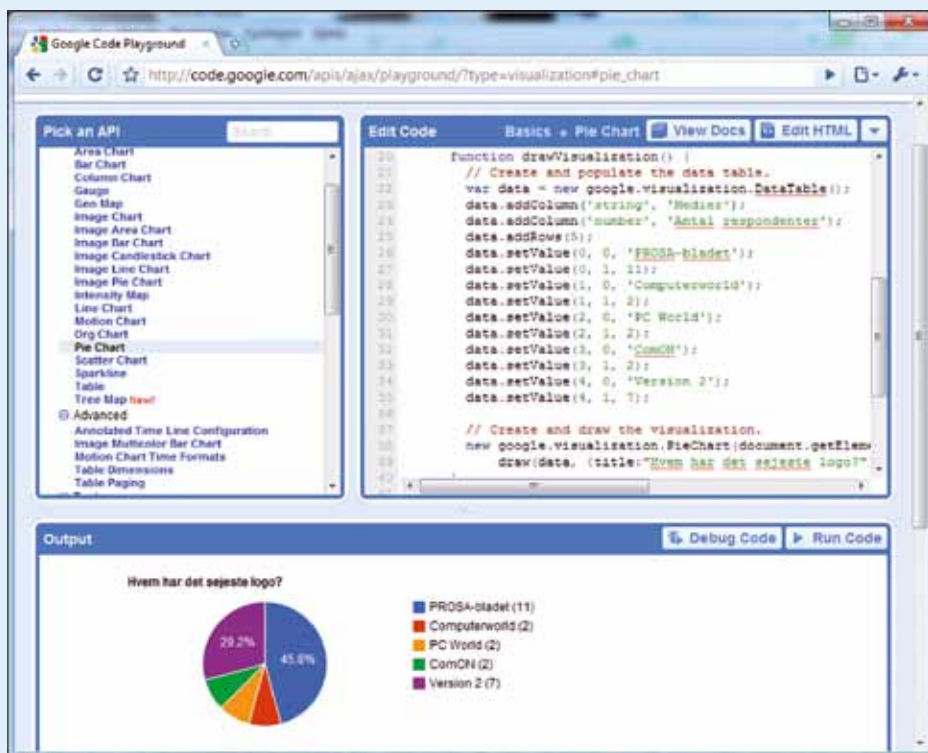 Google Code Playground
http://code.google.com/apis/ajax/playground/?type=visualization#pie_chart
Pick an API
Area Chart
Bar Chart
Column Chart
Gauge
Geo Map
Image Chart
Image Area Chart
Image Bar Chart
Image Candlestick Chart
Image Line Chart
Image Pie Chart
Intensity Map
Line Chart
Motion Chart
Org Chart
Pie Chart
Scatter Chart
Sparkline
Table
Tree Map New!
Advanced
Annotated Time Line Configuration
Image Multicolor Bar Chart
Motion Chart Time Formats
Table Dimensions
Table Paging
Edit Code Basics Pie Chart View Docs Edit HTML
function drawVisualization() {
// Create and populate the data table.
var data = new google.visualization.DataTable();
data.addColumn('string', 'Medier');
data.addColumn('number', 'Antal respondenter');
data.addRows(5);
data.setValue(0, 0, 'PROSA-bladet');
data.setValue(0, 1, 11);
data.setValue(1, 0, 'Computerworld');
data.setValue(1, 1, 2);
data.setValue(2, 0, 'PC World');
data.setValue(2, 1, 2);
data.setValue(3, 0, 'ComON');
data.setValue(3, 1, 2);
data.setValue(4, 0, 'Version 2');
data.setValue(4, 1, 7);
// Create and draw the visualization.
new google.visualization.PieChart(document.getEleme
draw(data, {title:"Hvem har det sejeste logo?"
Output Debug Code Run Code
Hvem har det sejeste logo?
29.2%
45.8%
PROSA-bladet (11)
Computerworld (2)
PC World (2)
ComON (2)
Version 2 (7)